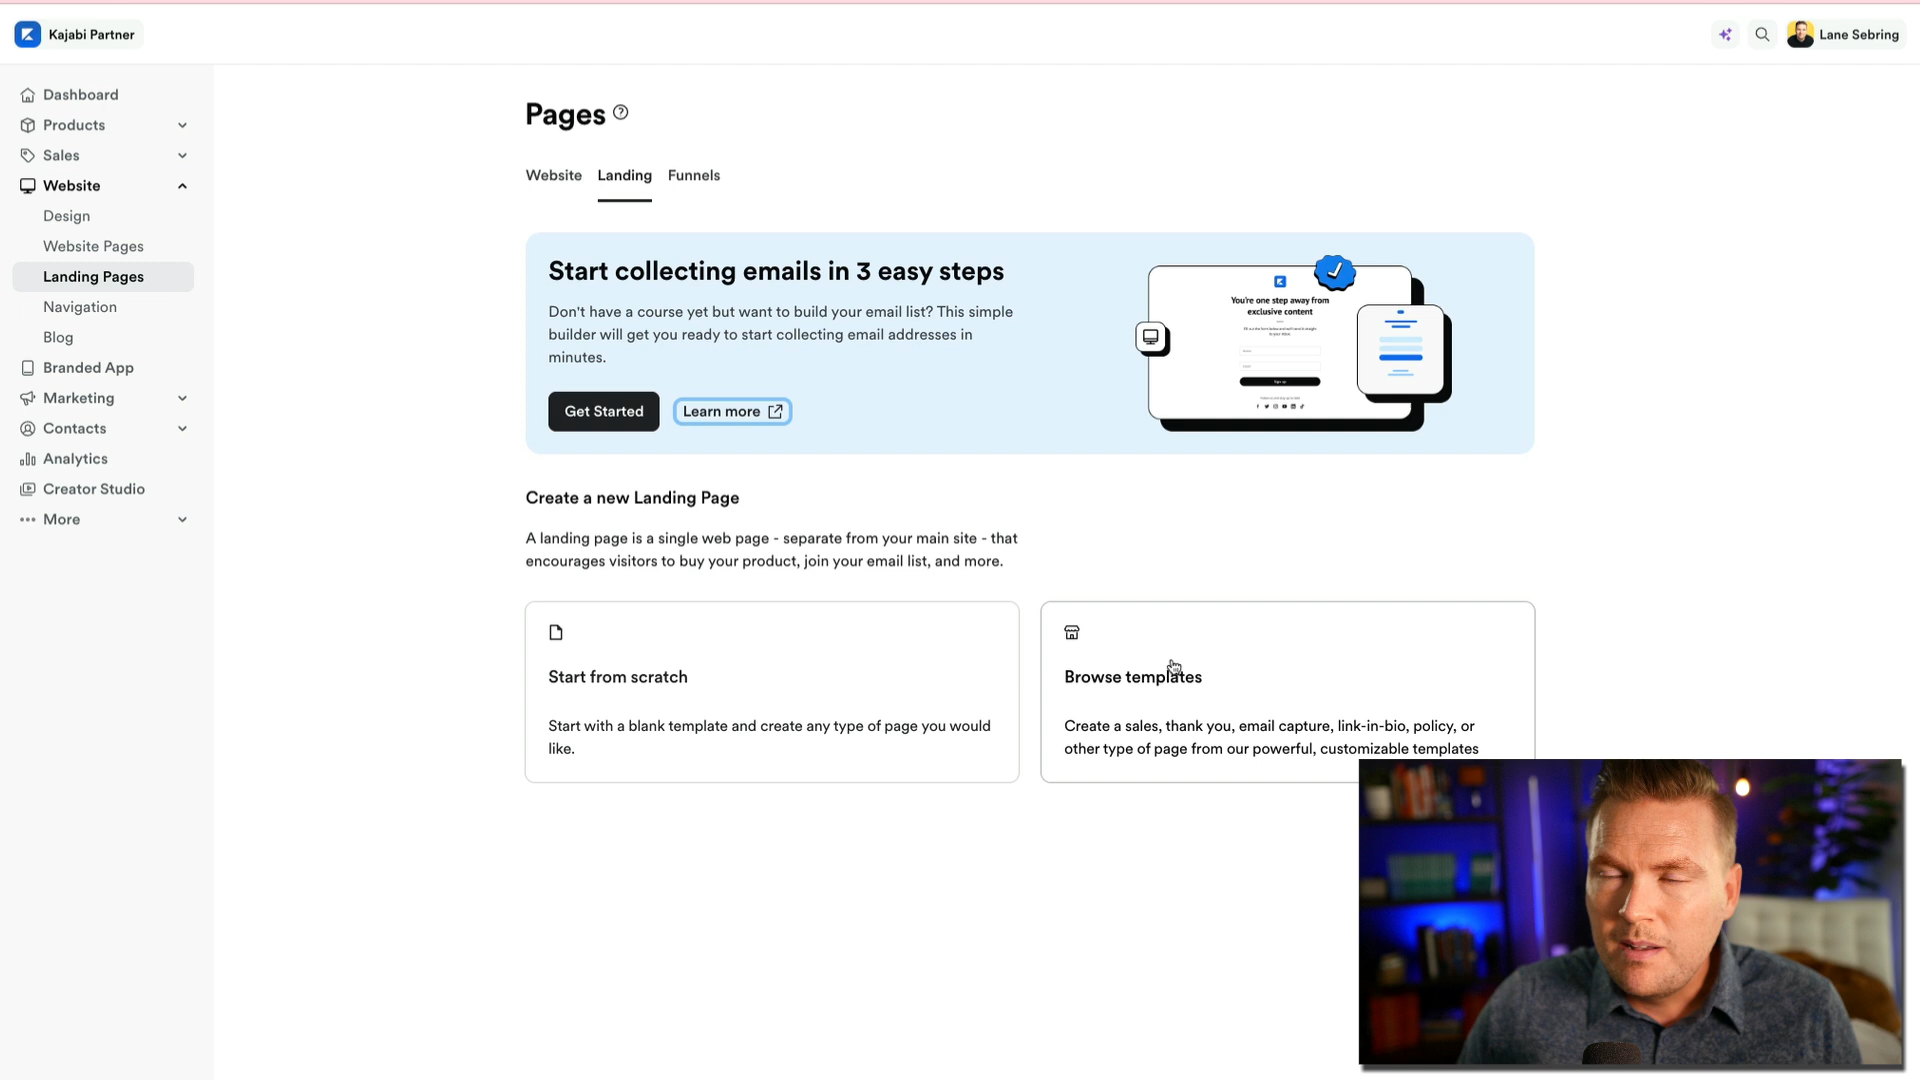 Kajabi Partner
Lane Sebring
Dashboard
Products
Sales
Website
Design
Website Pages
Landing Pages
Navigation
Blog
Branded App
Marketing
Contacts
Analytics
Creator Studio
More
Pages
Website
Landing
Funnels
Start collecting emails in 3 easy steps
Don't have a course yet but want to build your email list? This simple
builder will get you ready to start collecting email addresses in
minutes.
Get Started
Learn more
You're one step away from
exclusive content
Create a new Landing Page
A landing page is a single web page - separate from your main site - that
encourages visitors to buy your product, join your email list, and more.
Start from scratch
Start with a blank template and create any type of page you would
like.
Browse templates
Create a sales, thank you, email capture, link-in-bio, policy, or
other type of page from our powerful, customizable templates